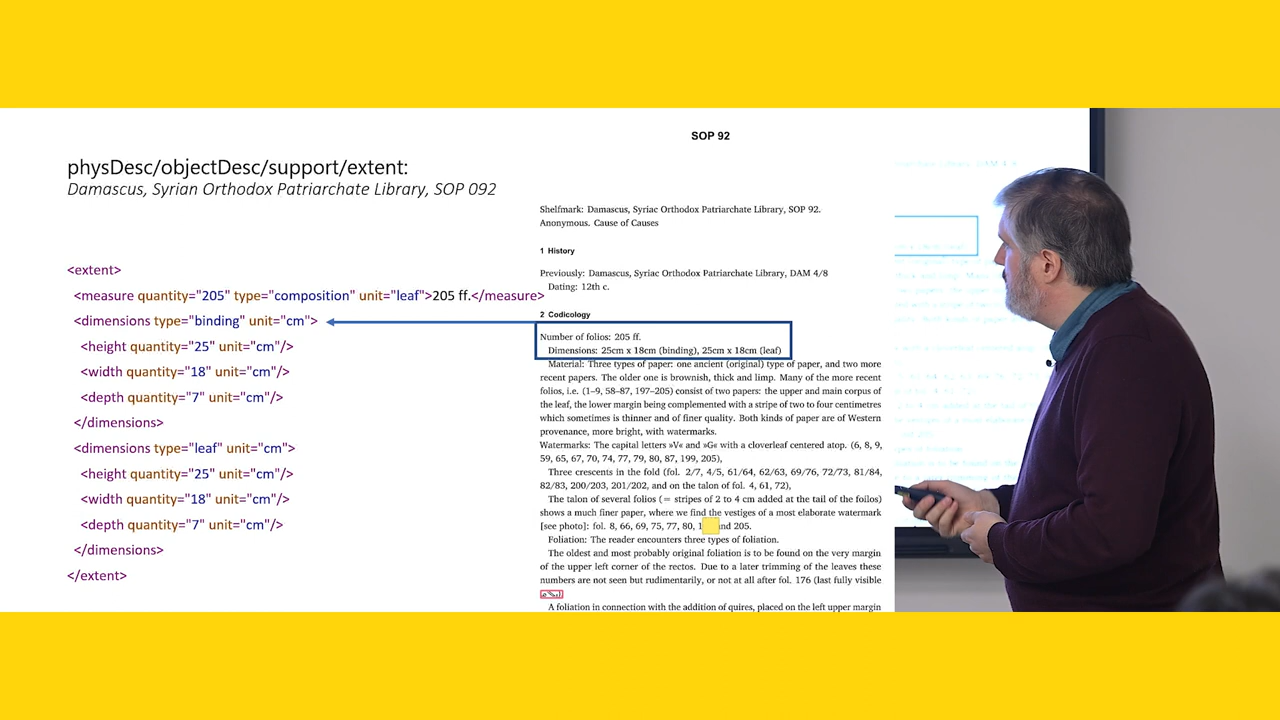 physDesc/objectDesc/support/extent:
Damascus, Syrian Orthodox Patriarchate Library, SOP 092
<extent>
<measure quantity="205" type="composition" unit="leaf">205 ff.</measure>
<dimensions type="binding" unit="cm">
<height quantity="25" unit="cm"/>
<width quantity="18" unit="cm"/>
<depth quantity="7" unit="cm"/>
</dimensions>
<dimensions type="leaf" unit="cm">
<height quantity="25" unit="cm"/>
<width quantity="18" unit="cm"/>
<depth quantity="7" unit="cm"/>
</dimensions>
</extent>
SOP 92
Shelfmark: Damascus, Syriac Orthodox Patriarchate Library, SOP 92.
Anonymous. Cause of Causes
1 History
Previously: Damascus, Syriac Orthodox Patriarchate Library, DAM 4/8
Dating: 12th c.
2 Codicology
Number of folios: 205 ff.
Dimensions: 25cm x 18cm (binding), 25cm x 18cm (leaf)
Material: Three types of paper: one ancient (original) type of paper, and two more
recent papers. The older one is brownish, thick and limp. Many of the more recent
folios, i.e. (1–9, 58–87, 197–205) consist of two papers: the upper and main corpus of
the leaf, the lower margin being complemented with a stripe of two to four centimetres
which sometimes is thinner and of finer quality. Both kinds of paper are of Western
provenance, more bright, with watermarks.
Watermarks: The capital letters »V« and »G« with a cloverleaf centered atop. (6, 8, 9,
59, 65, 67, 70, 74, 77, 79, 80, 87, 199, 205),
Three crescents in the fold (fol. 2/7, 4/5, 61/64, 62/63, 69/76, 72/73, 81/84,
82/83, 200/203, 201/202, and on the talon of fol. 4, 61, 72),
The talon of several folios (= stripes of 2 to 4 cm added at the tail of the foilos)
shows a much finer paper, where we find the vestiges of a most elaborate watermark
[see photo]: fol. 8, 66, 69, 75, 77, 80, 1 nd 205.
Foliation: The reader encounters three types of foliation.
The oldest and most probably original foliation is to be found on the very margin
of the upper left corner of the rectos. Due to a later trimming of the leaves these
numbers are not seen but rudimentarily, or not at all after fol. 176 (last fully visible
A foliation in connection with the addition of quires, placed on the left upper margin